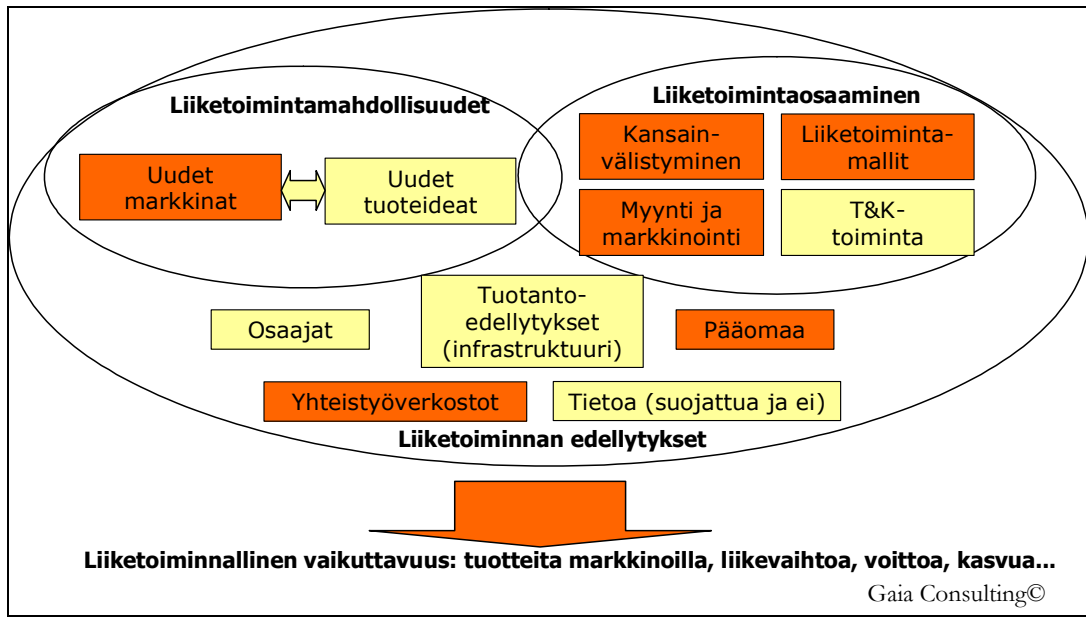 Liiketoimintamahdollisuudet
Uudet
markkinat
Uudet
tuoteideat
Liiketoimintaosaaminen
Kansain-
välistyminen
Liiketoiminta-
mallit
Myynti ja
markkinointi
T&K-
toiminta
Osaajat
Tuotanto-
edellytykset
(infrastruktuuri)
Pääomaa
Yhteistyöverkostot
Tietoa (suojattua ja ei)
Liiketoiminnan edellytykset
Liiketoiminnallinen vaikuttavuus: tuotteita markkinoilla, liikevaihtoa, voittoa, kasvua...
Gaia Consulting©